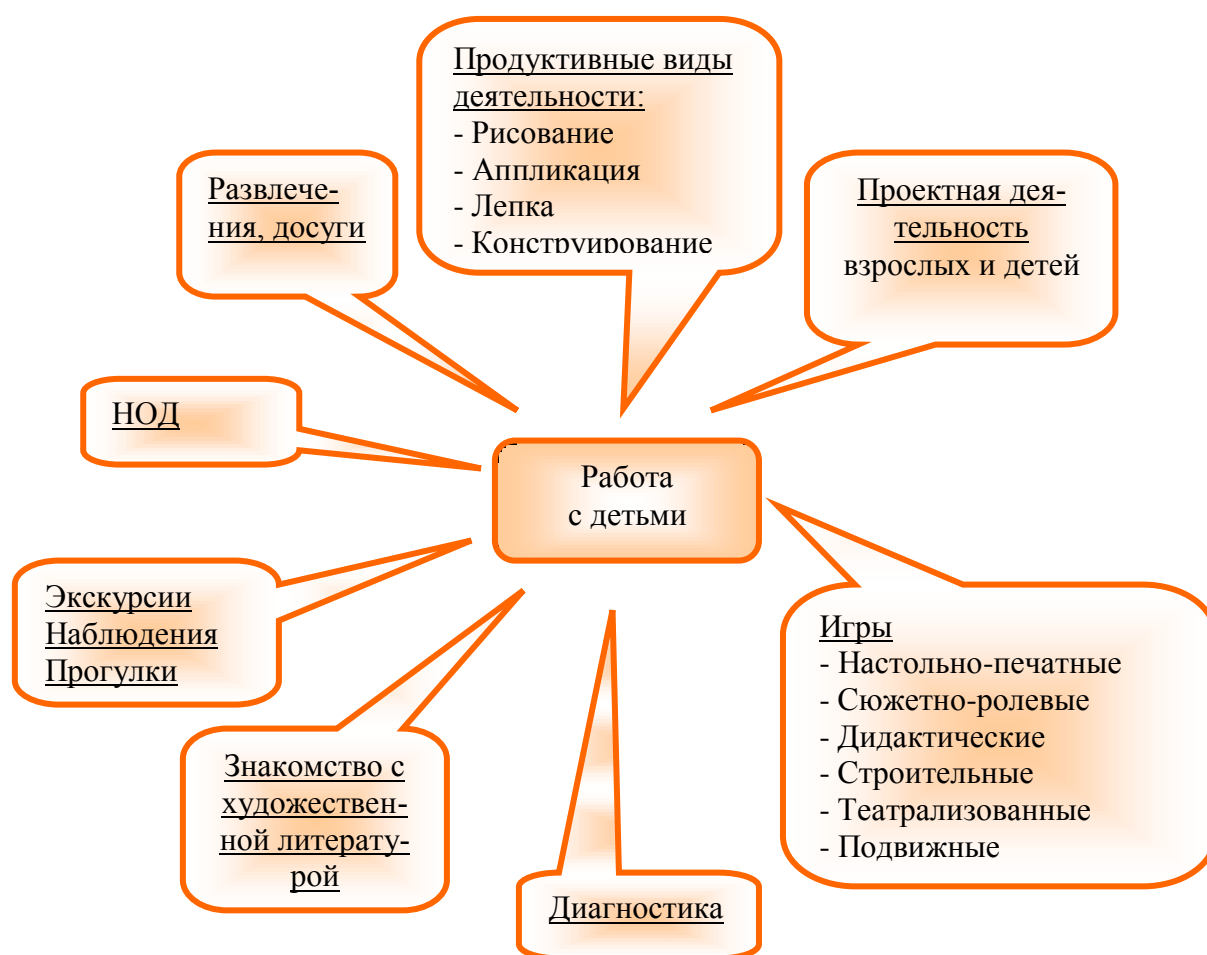 Продуктивные виды
деятельности:
- Рисование
- Аппликация
- Лепка
- Конструирование
Развлече-
ния, досуги
Проектная дея-
тельность
взрослых и детей
НОД
Работа
с детьми
Экскурсии
Наблюдения
Прогулки
Игры
- Настольно-печатные
- Сюжетно-ролевые
- Дидактические
- Строительные
- Театрализованные
- Подвижные
Знакомство с
художествен-
ной литерату-
рой
Диагностика